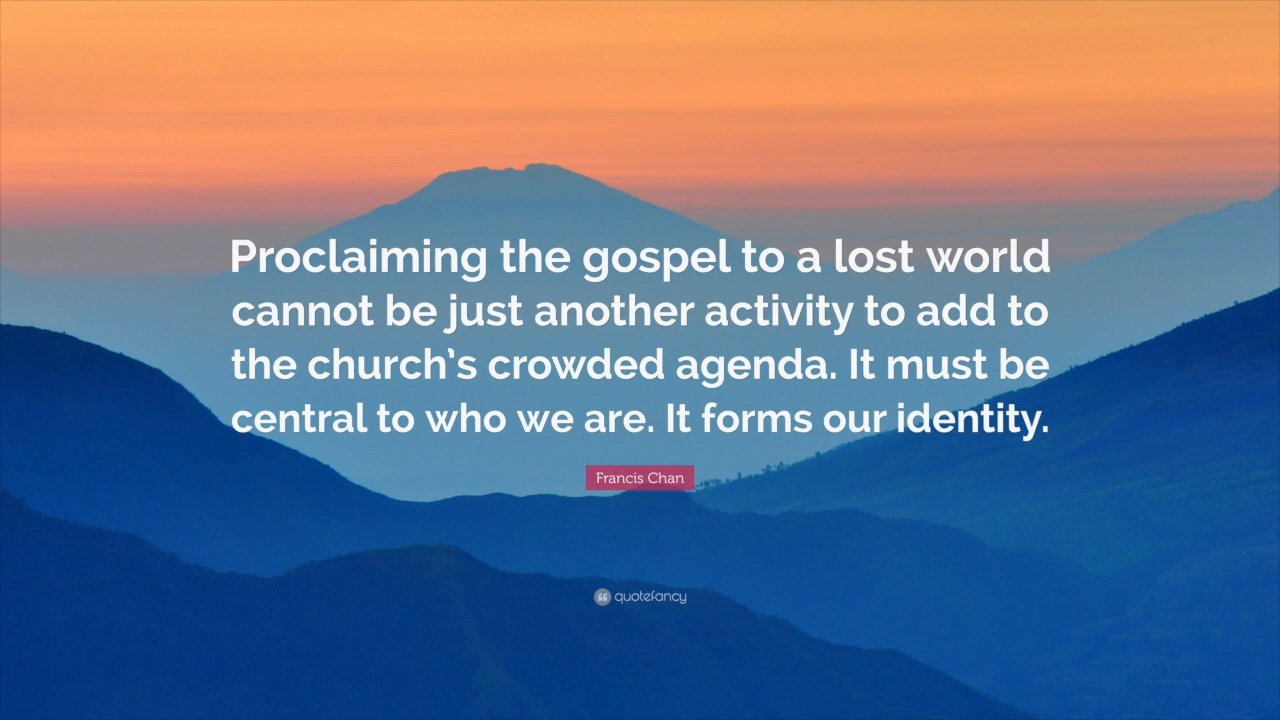 Proclaiming the gospel to a lost world
cannot be just another activity to add to
the church’s crowded agenda. It must be
central to who we are. It forms our identity.
Francis Chan
quotefancy